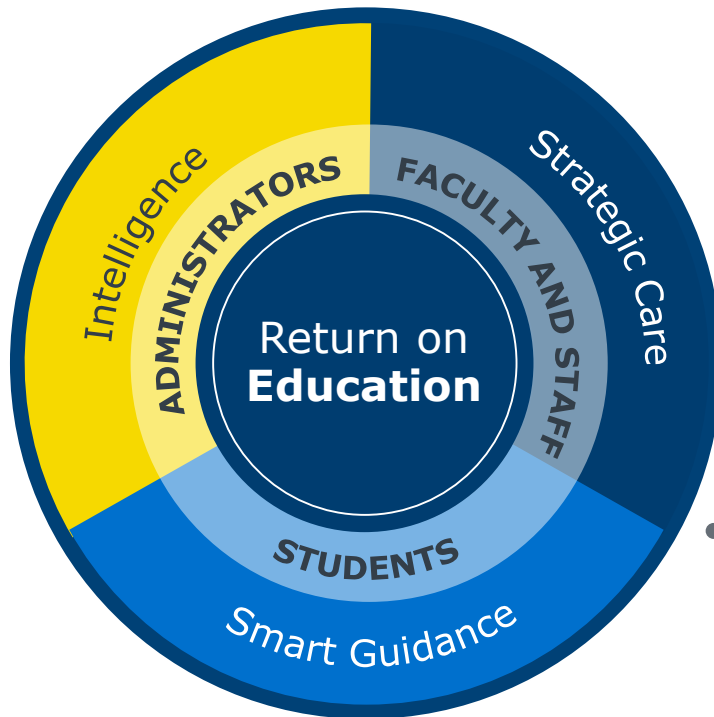 Intelligence
ADMINISTRATORS
Strategic Care
FACULTY AND STAFF
Return on
Education
STUDENTS
Smart Guidance